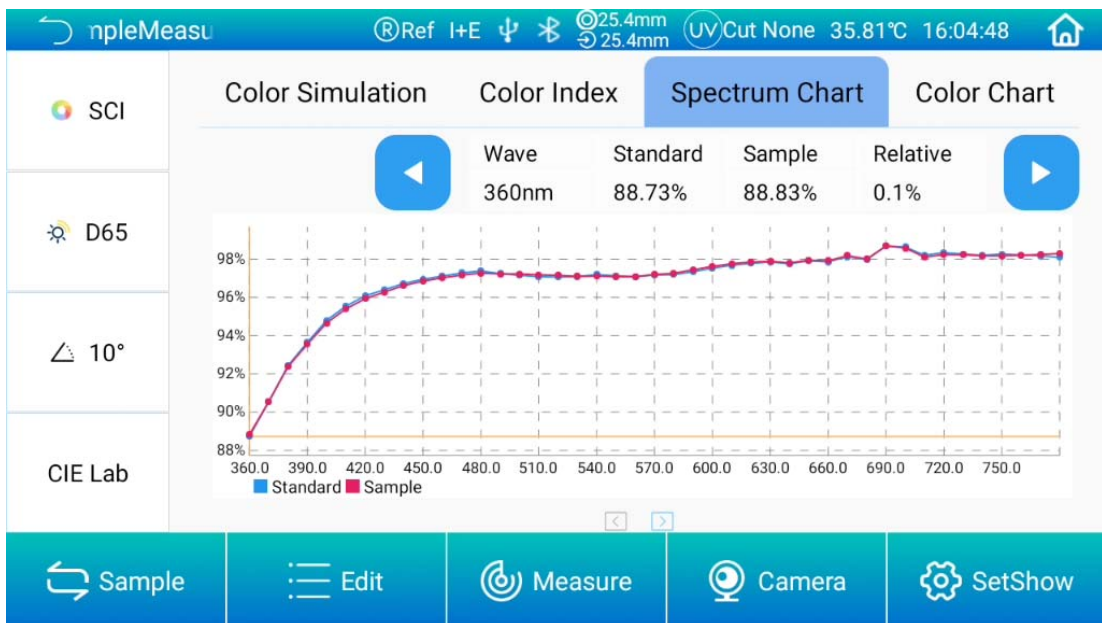 npleMeasu ®Ref I+E 25.4mm 25.4mm UV Cut None 35.81℃ 16:04:48
SCI
D65
10°
CIE Lab
Color Simulation Color Index Spectrum Chart Color Chart
Wave Standard Sample Relative
360nm 88.73% 88.83% 0.1%
98%
96%
94%
92%
90%
88%
360.0 390.0 420.0 450.0 480.0 510.0 540.0 570.0 600.0 630.0 660.0 690.0 720.0 750.0
Standard Sample
Sample Edit Measure Camera SetShow